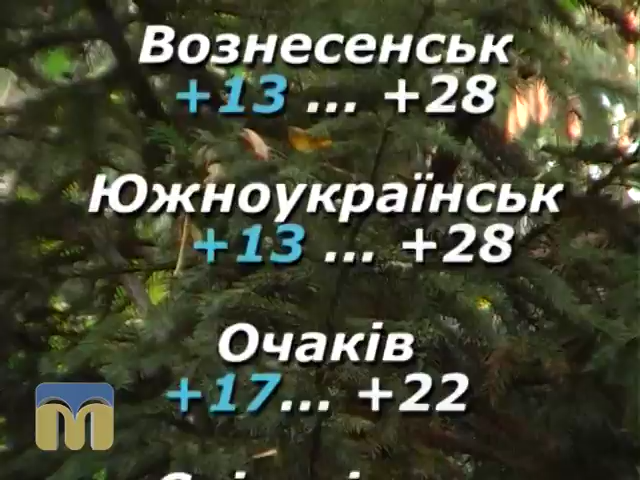 Вознесенськ
+13 ... +28
Южноукраїнськ
+13 ... +28
Очаків
+17... +22